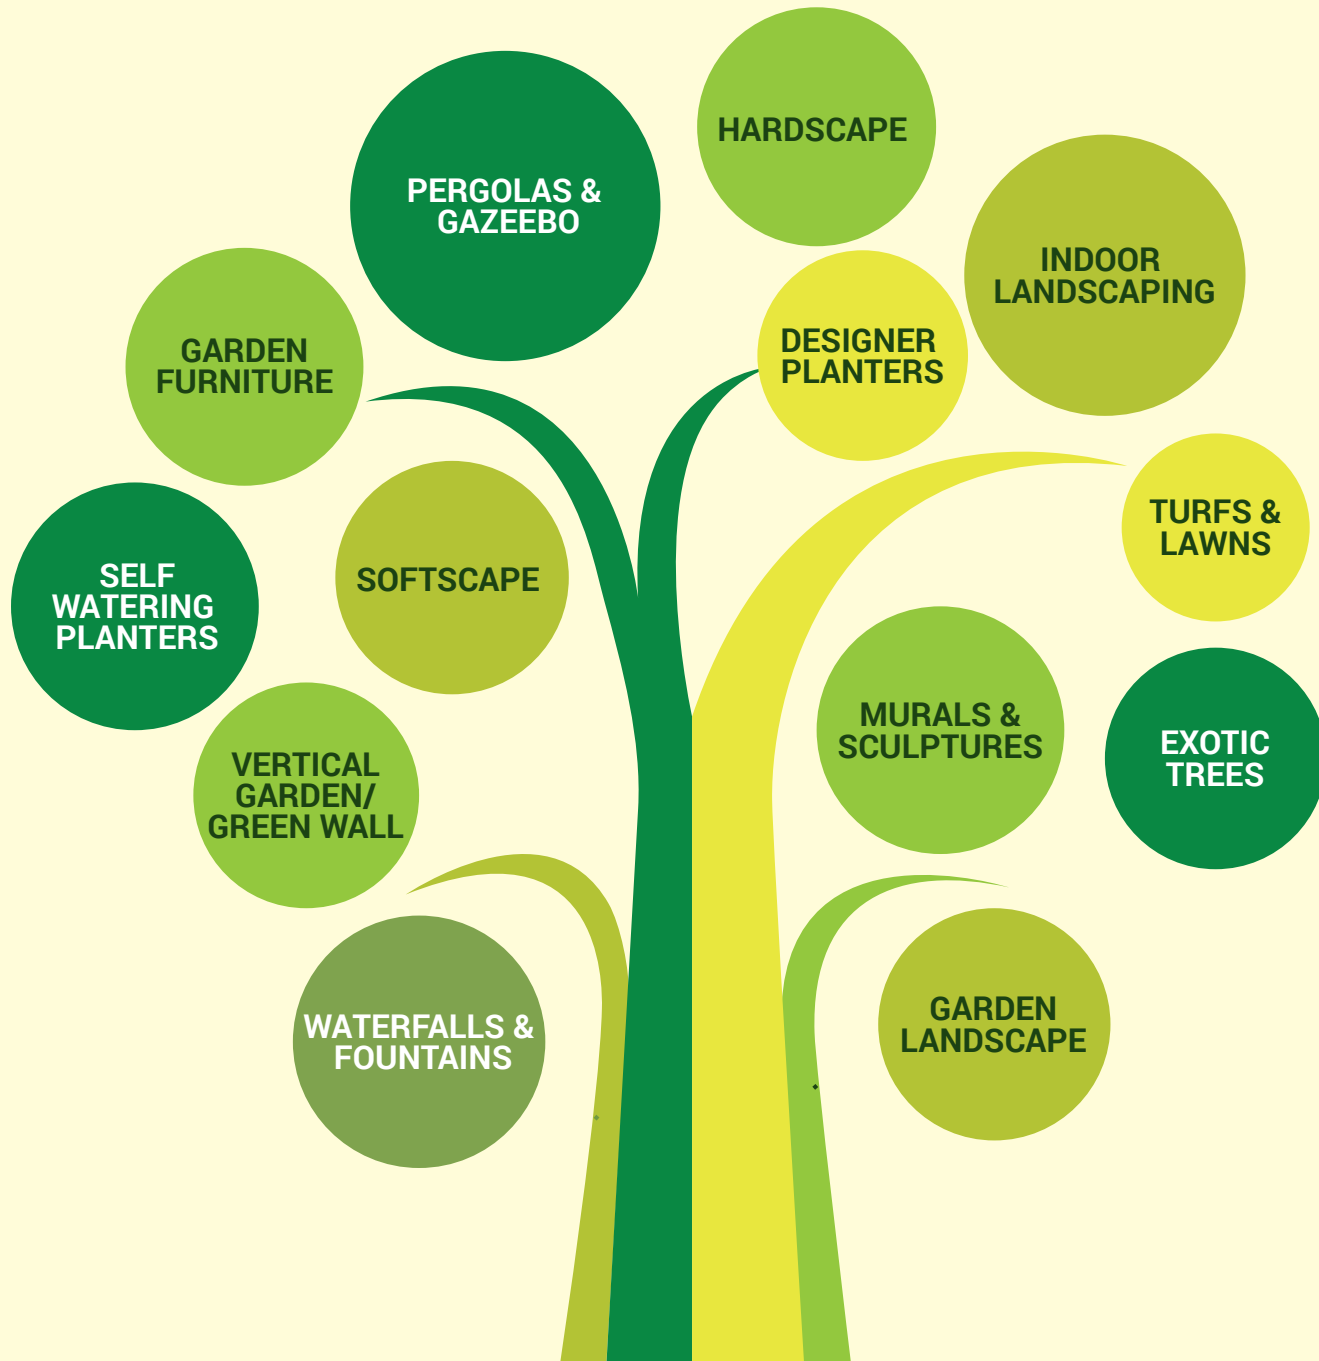 HARDSCAPE
PERGOLAS &
GAZEEBO
INDOOR
LANDSCAPING
GARDEN
FURNITURE
DESIGNER
PLANTERS
TURFS &
LAWNS
SELF
WATERING
PLANTERS
SOFTSCAPE
MURALS &
SCULPTURES
EXOTIC
TREES
VERTICAL
GARDEN/
GREEN WALL
WATERFALLS &
FOUNTAINS
GARDEN
LANDSCAPE